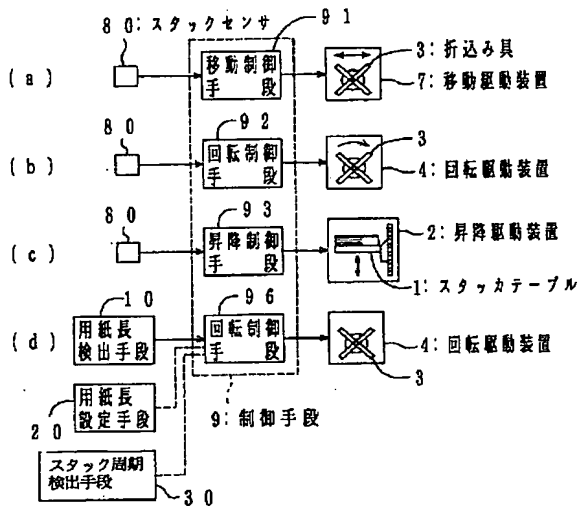 80:スタックセンサ
91
(a)
移動制御
手　　段
3:折込み具
7:移動駆動装置
80
92
3
(b)
回転制御
手　　段
4:回転駆動装置
80
93
(c)
昇降制御
手　　段
2:昇降駆動装置
1:スタッカテーブル
10
96
(d)
用紙長
検出手段
回転制御
手　　段
4:回転駆動装置
3
用紙長
設定手段
20
9:制御手段
スタック周期
検出手段
30